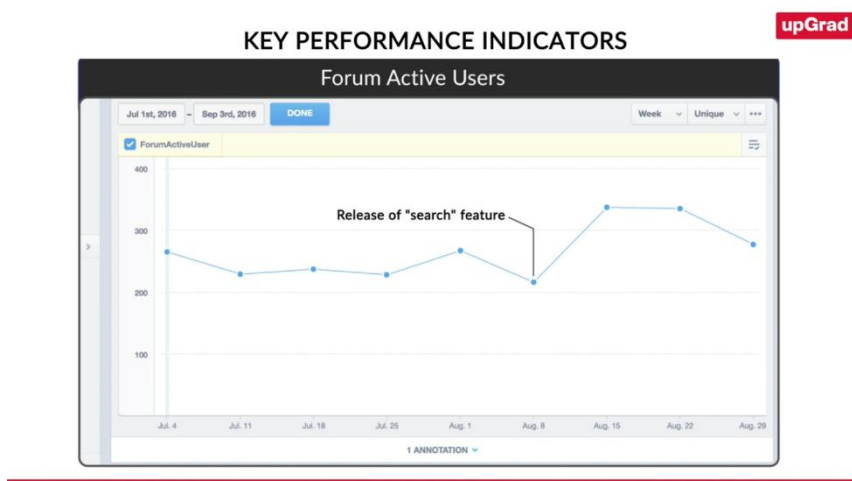 upGrad
KEY PERFORMANCE INDICATORS
Forum Active Users
Jul 1st, 2016 – Sep 3rd, 2016 DONE Week Unique •••
ForumActiveUser
400
Release of "search" feature
300
200
100
Jul. 4 Jul. 11 Jul. 18 Jul. 25 Aug. 1 Aug. 8 Aug. 15 Aug. 22 Aug. 29
1 ANNOTATION